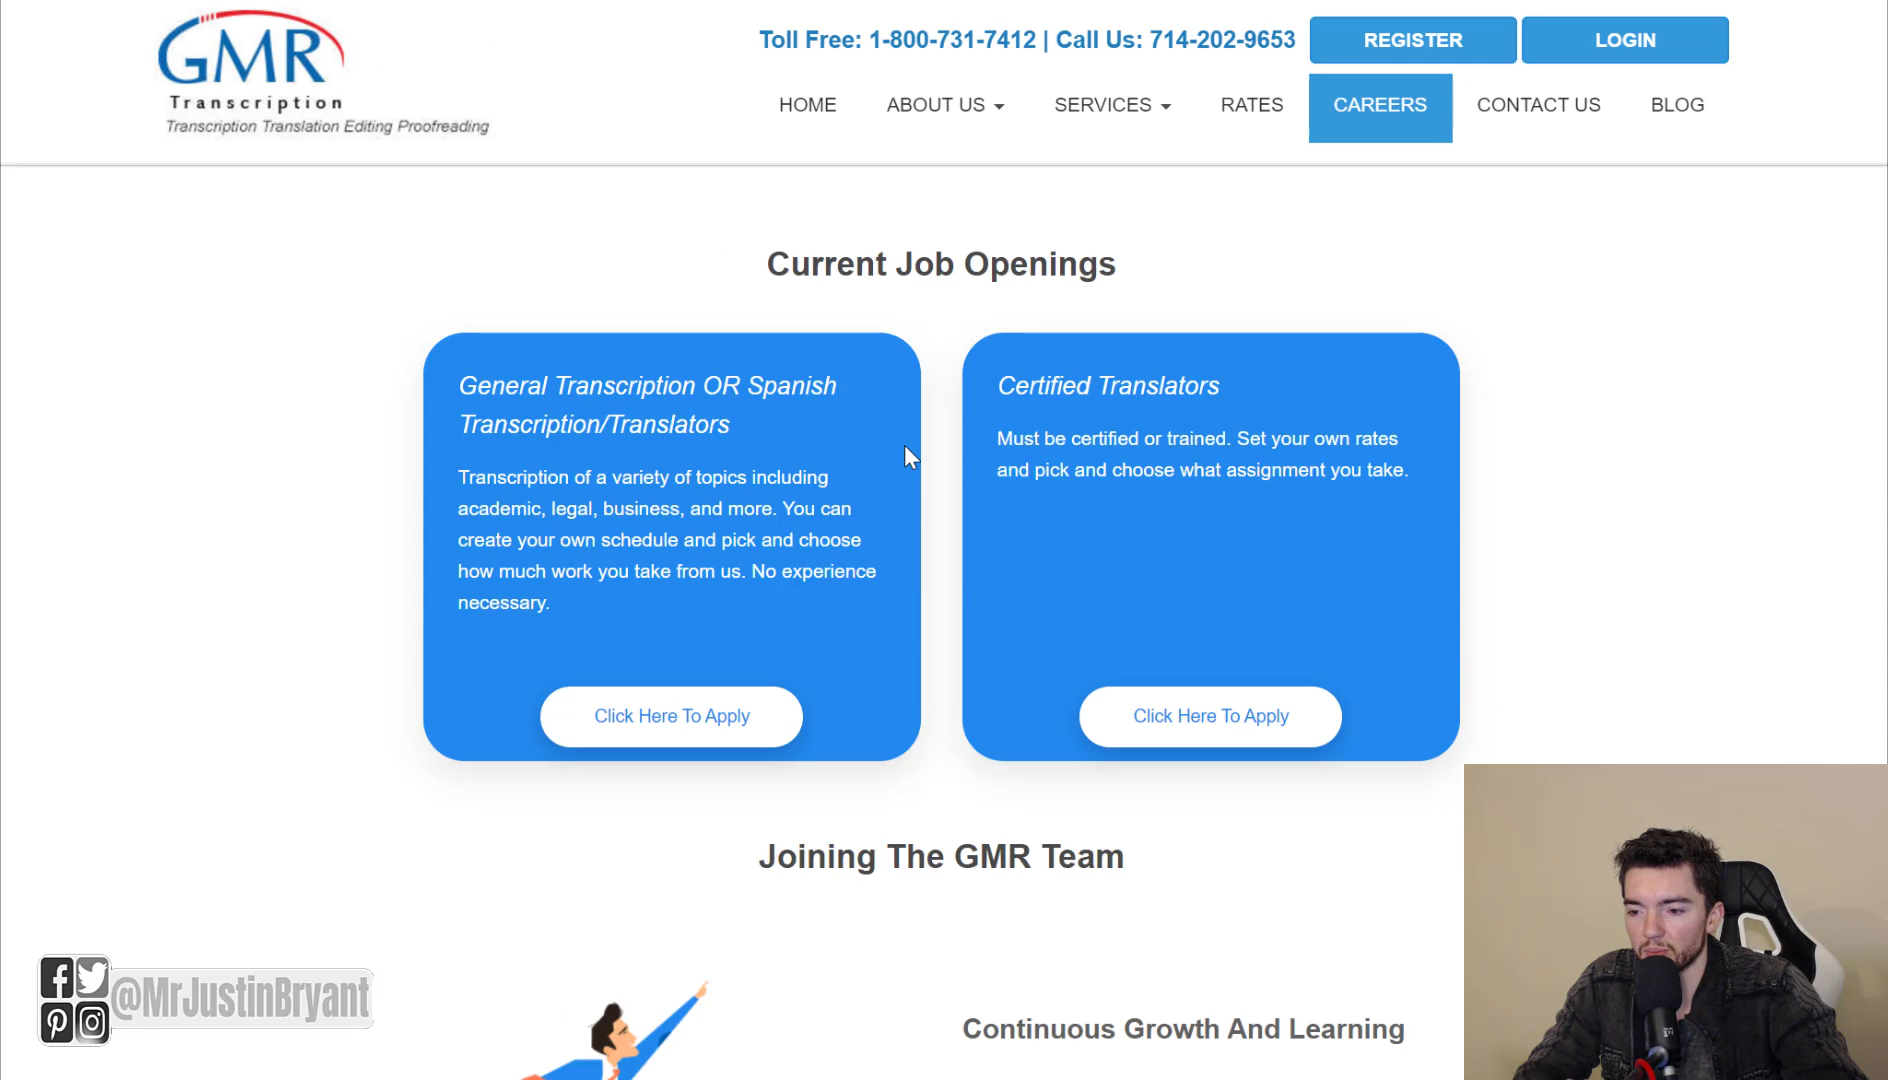 GMR
Transcription
Transcription Translation Editing Proofreading
Toll Free: 1-800-731-7412 | Call Us: 714-202-9653
REGISTER
LOGIN
HOME
ABOUT US
SERVICES
RATES
CAREERS
CONTACT US
BLOG
Current Job Openings
General Transcription OR Spanish
Transcription/Translators
Transcription of a variety of topics including
academic, legal, business, and more. You can
create your own schedule and pick and choose
how much work you take from us. No experience
necessary.
Click Here To Apply
Certified Translators
Must be certified or trained. Set your own rates
and pick and choose what assignment you take.
Click Here To Apply
Joining The GMR Team
Continuous Growth And Learning
@MrJustinBryant